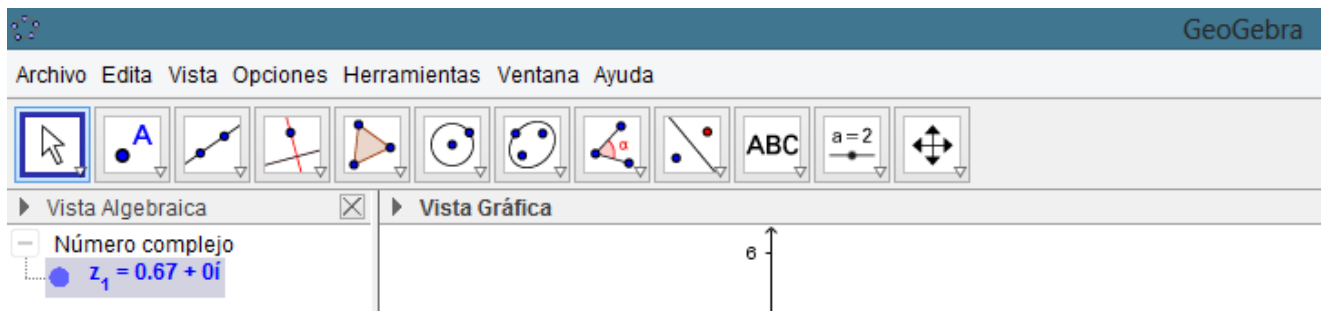 GeoGebra
Archivo Edita Vista Opciones Herramientas Ventana Ayuda
A α ABC a=2
Vista Algebraica Vista Gráfica
Número complejo
z₁ = 0.67 + 0í
6